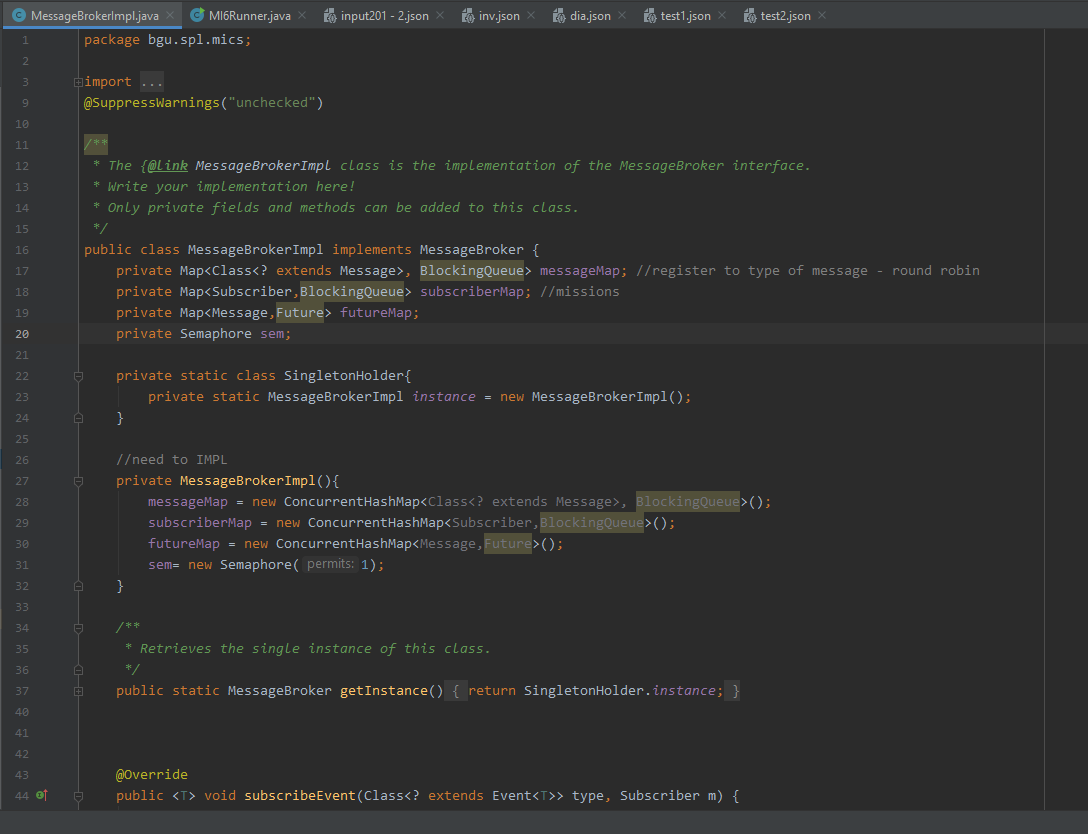 MessageBrokerImpl.java MI6Runner.java input201 - 2.json inv.json dia.json test1.json test2.json
1 package bgu.spl.mics;
2
3 import ...
9 @SuppressWarnings("unchecked")
10
11 /**
12 * The {@link MessageBrokerImpl class is the implementation of the MessageBroker interface.
13 * Write your implementation here!
14 * Only private fields and methods can be added to this class.
15 */
16 public class MessageBrokerImpl implements MessageBroker {
17 private Map<Class<? extends Message>, BlockingQueue> messageMap; //register to type of message - round robin
18 private Map<Subscriber,BlockingQueue> subscriberMap; //missions
19 private Map<Message,Future> futureMap;
20 private Semaphore sem;
21
22 private static class SingletonHolder{
23 private static MessageBrokerImpl instance = new MessageBrokerImpl();
24 }
25
26 //need to IMPL
27 private MessageBrokerImpl(){
28 messageMap = new ConcurrentHashMap<Class<? extends Message>, BlockingQueue>();
29 subscriberMap = new ConcurrentHashMap<Subscriber,BlockingQueue>();
30 futureMap = new ConcurrentHashMap<Message,Future>();
31 sem= new Semaphore( permits: 1);
32 }
33
34 /**
35 * Retrieves the single instance of this class.
36 */
37 public static MessageBroker getInstance() { return SingletonHolder.instance; }
40
41
42
43 @Override
44 public <T> void subscribeEvent(Class<? extends Event<T>> type, Subscriber m) {